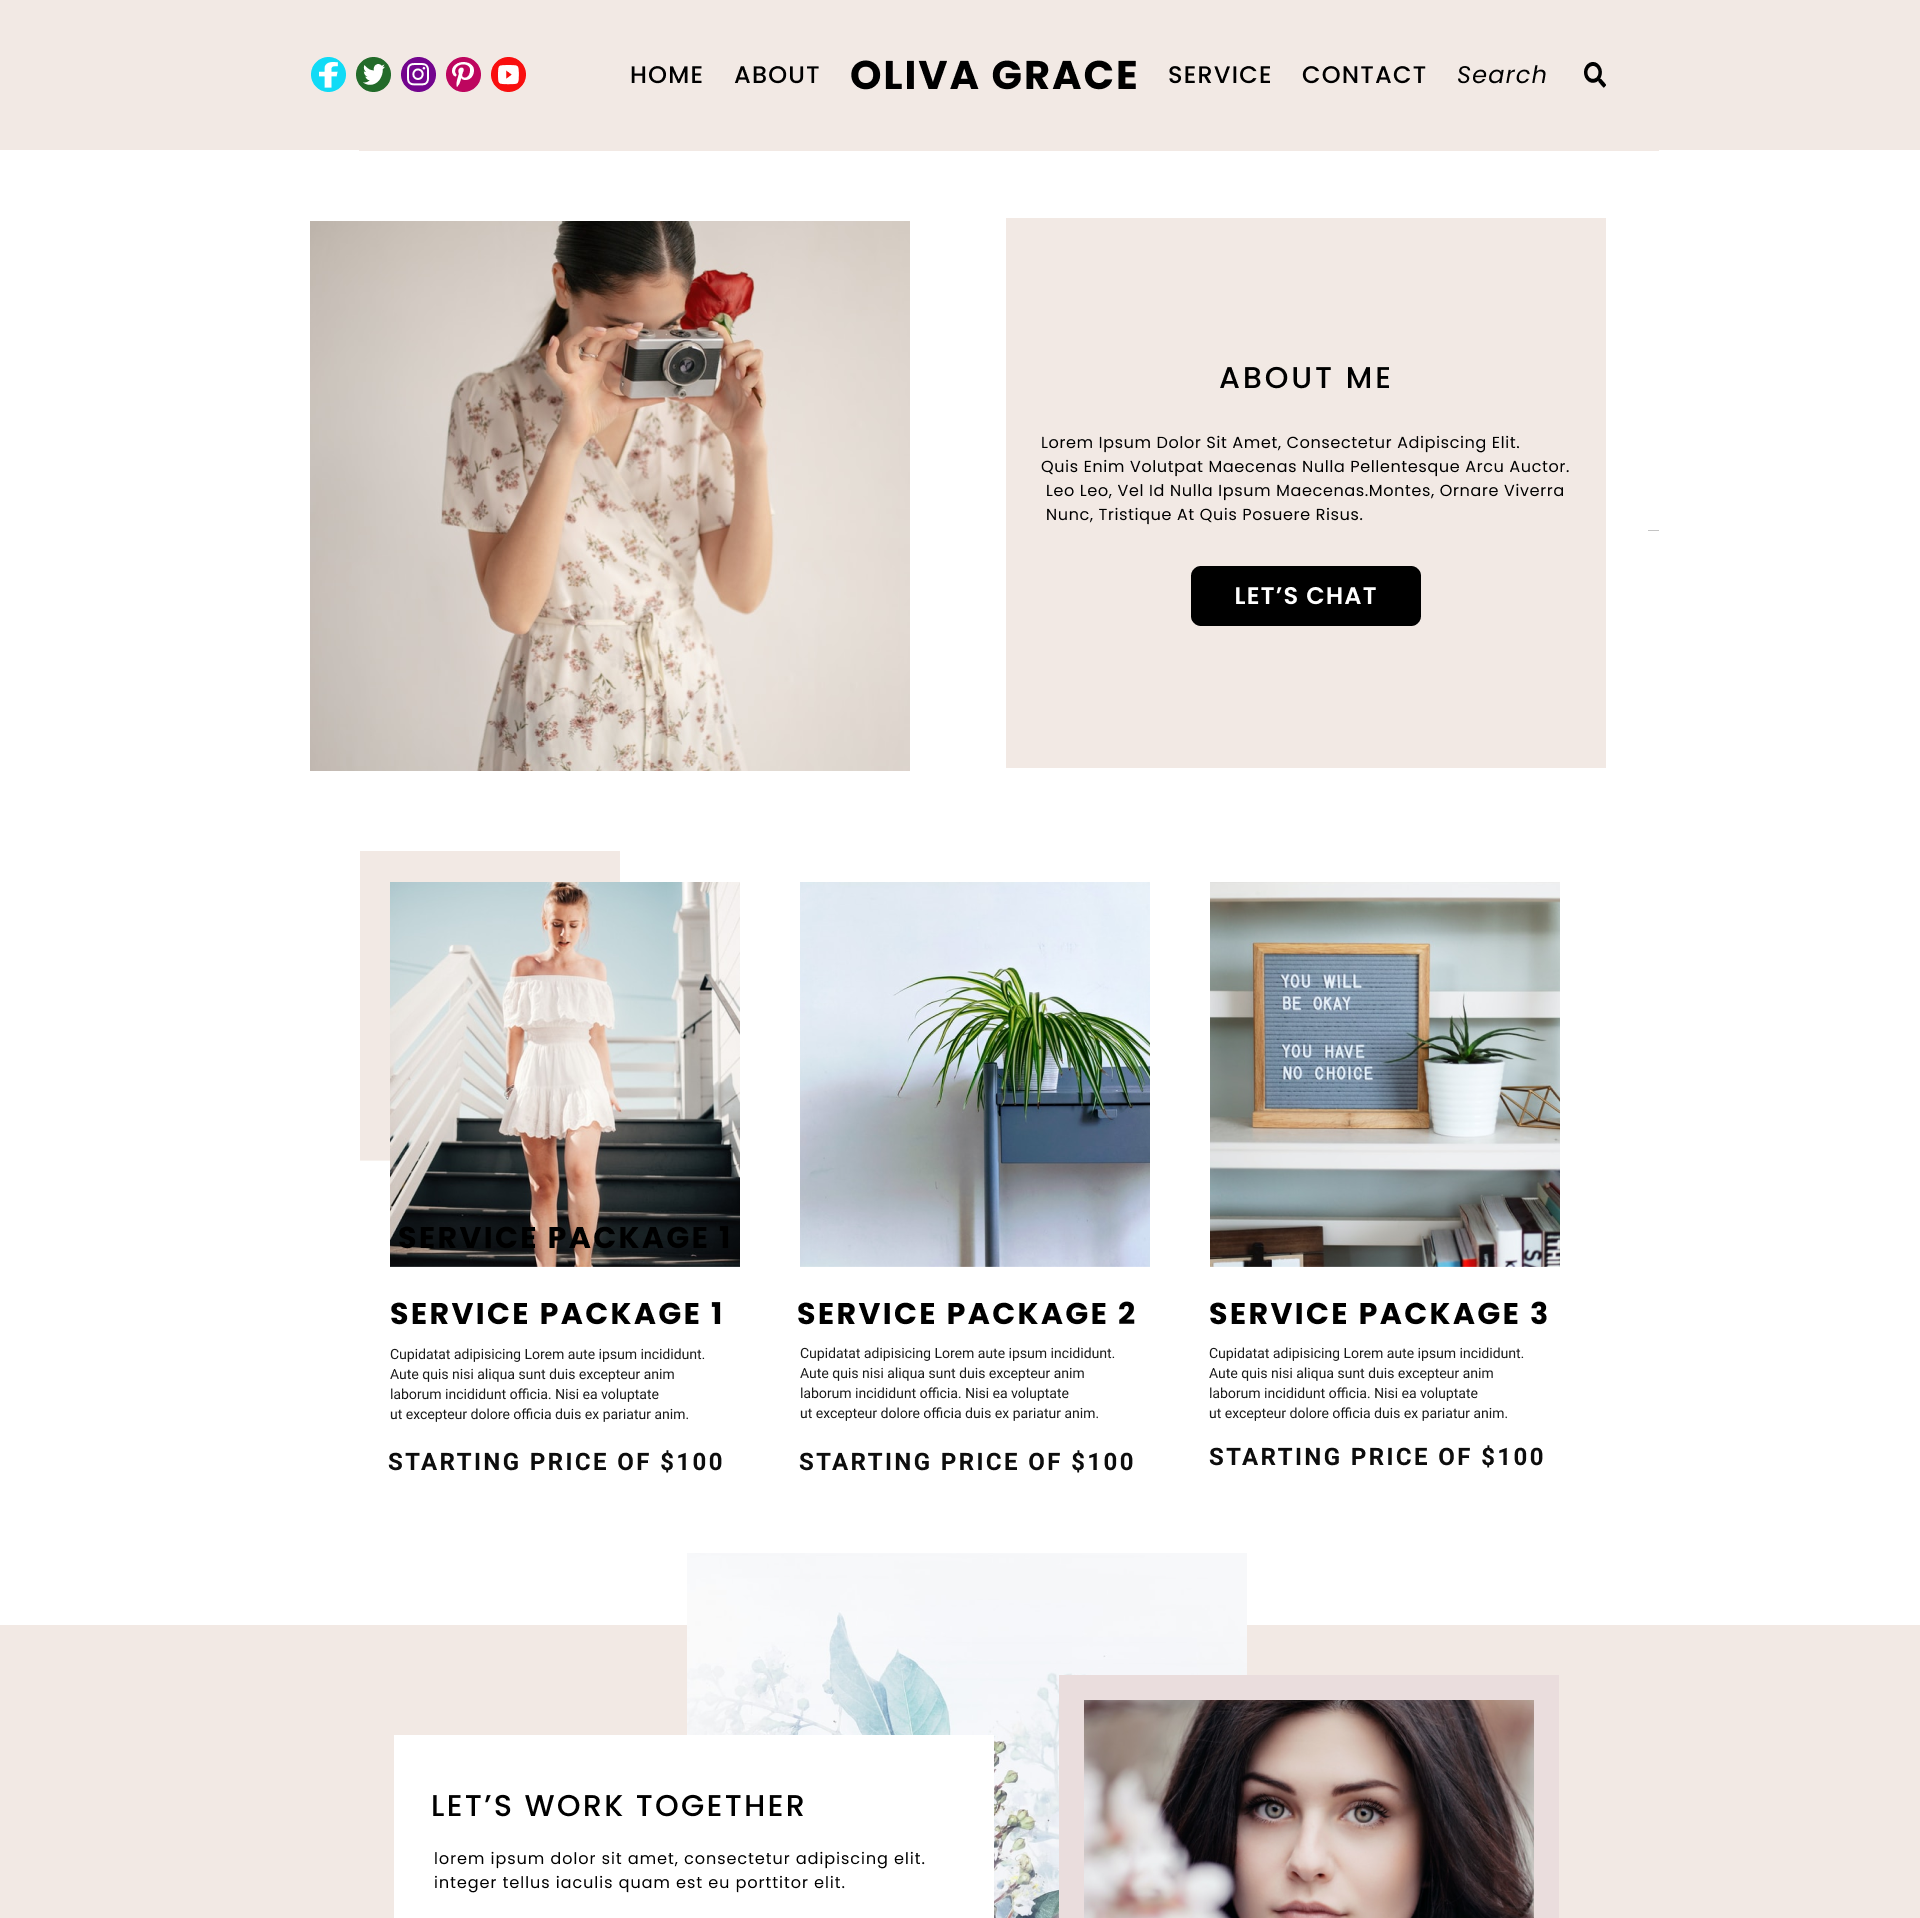 HOME ABOUT OLIVA GRACE SERVICE CONTACT Search
ABOUT ME
Lorem Ipsum Dolor Sit Amet, Consectetur Adipiscing Elit.
Quis Enim Volutpat Maecenas Nulla Pellentesque Arcu Auctor.
Leo Leo, Vel Id Nulla Ipsum Maecenas.Montes, Ornare Viverra
Nunc, Tristique At Quis Posuere Risus.
LET’S CHAT
SERVICE PACKAGE 1
YOU WILL
BE OKAY
YOU HAVE
NO CHOICE
SERVICE PACKAGE 1
Cupidatat adipisicing Lorem aute ipsum incididunt.
Aute quis nisi aliqua sunt duis excepteur anim
laborum incididunt officia. Nisi ea voluptate
ut excepteur dolore officia duis ex pariatur anim.
STARTING PRICE OF $100
SERVICE PACKAGE 2
Cupidatat adipisicing Lorem aute ipsum incididunt.
Aute quis nisi aliqua sunt duis excepteur anim
laborum incididunt officia. Nisi ea voluptate
ut excepteur dolore officia duis ex pariatur anim.
STARTING PRICE OF $100
SERVICE PACKAGE 3
Cupidatat adipisicing Lorem aute ipsum incididunt.
Aute quis nisi aliqua sunt duis excepteur anim
laborum incididunt officia. Nisi ea voluptate
ut excepteur dolore officia duis ex pariatur anim.
STARTING PRICE OF $100
LET’S WORK TOGETHER
lorem ipsum dolor sit amet, consectetur adipiscing elit.
integer tellus iaculis quam est eu porttitor elit.